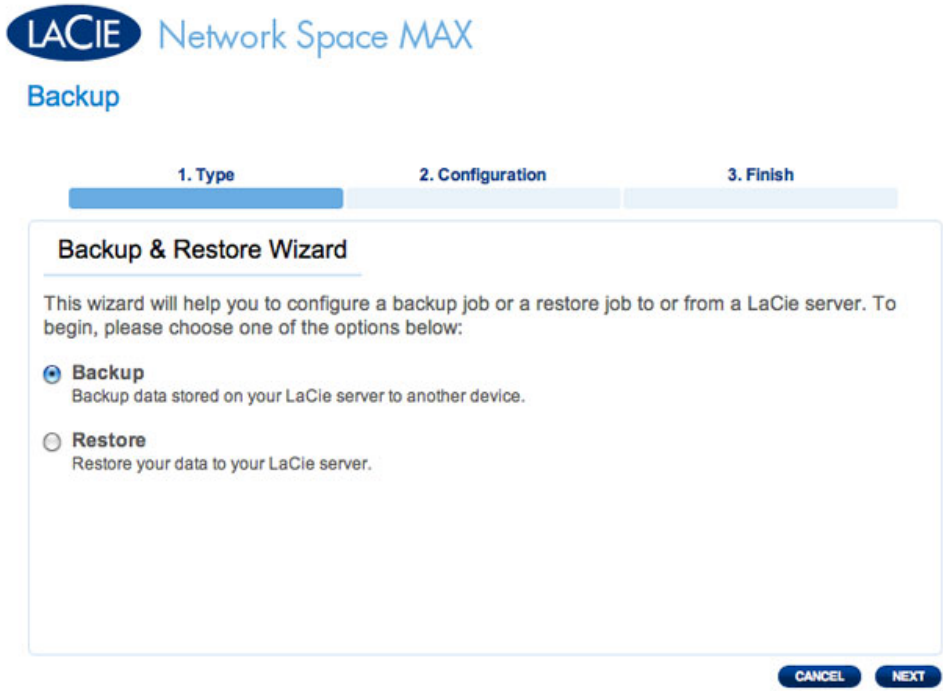 LACIE Network Space MAX
Backup
1. Type 2. Configuration 3. Finish
Backup & Restore Wizard
This wizard will help you to configure a backup job or a restore job to or from a LaCie server. To
begin, please choose one of the options below:
Backup
Backup data stored on your LaCie server to another device.
Restore
Restore your data to your LaCie server.
CANCEL NEXT